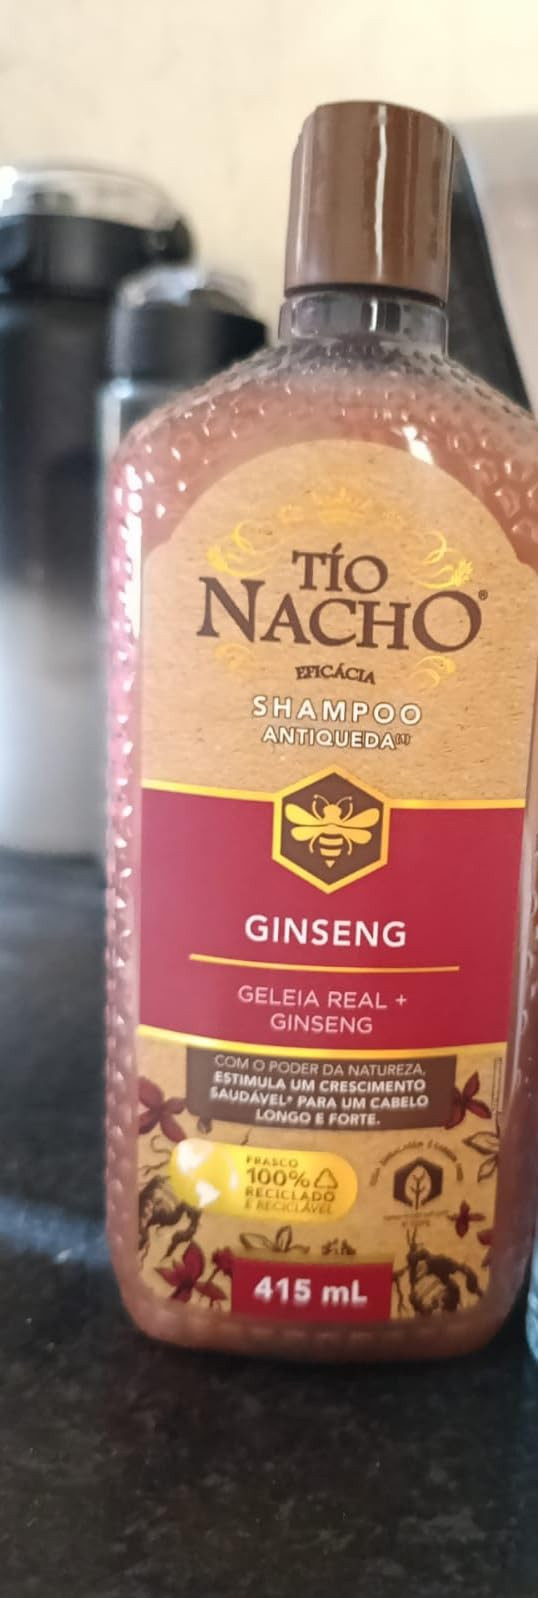 TÍO
NACHO®
EFICÁCIA
SHAMPOO
ANTIQUEDA⁽¹⁾
GINSENG
GELEIA REAL +
GINSENG
COM O PODER DA NATUREZA,
ESTIMULA UM CRESCIMENTO
SAUDÁVEL* PARA UM CABELO
LONGO E FORTE.
FRASCO
100%
RECICLADO
E RECICLÁVEL
415 mL